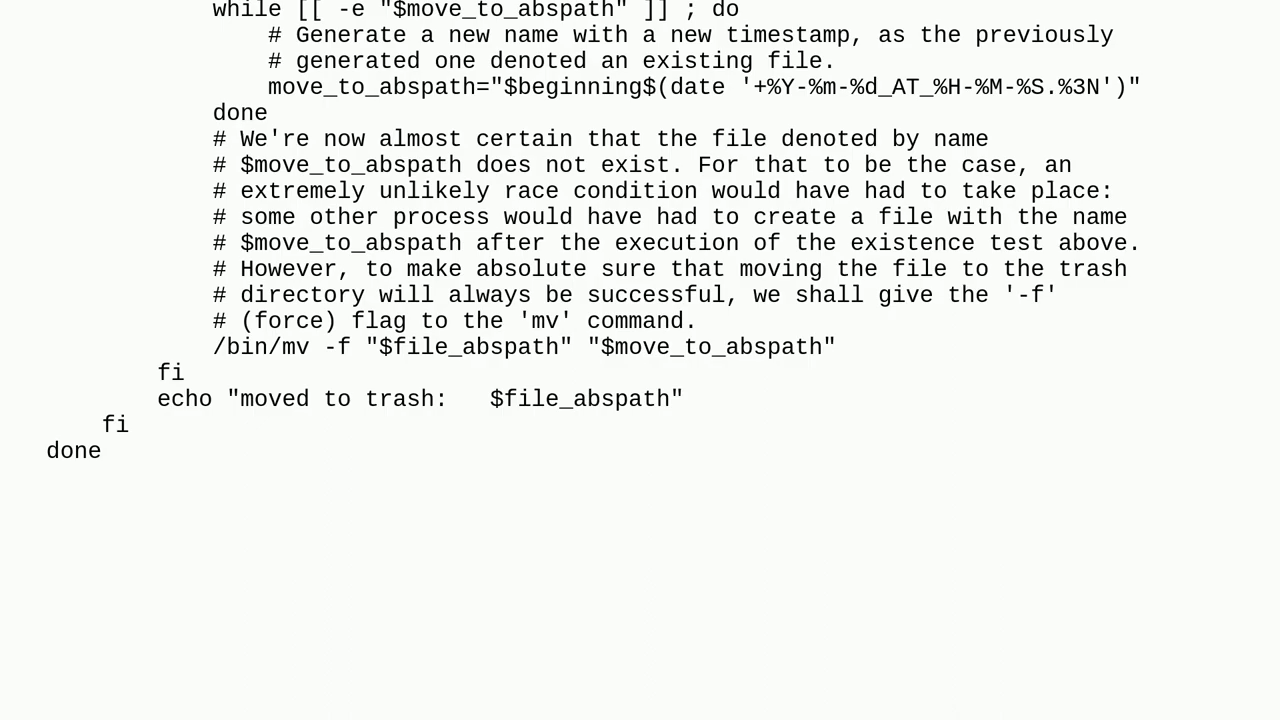 while [[ -e "$move_to_abspath" ]] ; do
# Generate a new name with a new timestamp, as the previously
# generated one denoted an existing file.
move_to_abspath="$beginning$(date '+%Y-%m-%d_AT_%H-%M-%S.%3N')"
done
# We're now almost certain that the file denoted by name
# $move_to_abspath does not exist. For that to be the case, an
# extremely unlikely race condition would have had to take place:
# some other process would have had to create a file with the name
# $move_to_abspath after the execution of the existence test above.
# However, to make absolute sure that moving the file to the trash
# directory will always be successful, we shall give the '-f'
# (force) flag to the 'mv' command.
/bin/mv -f "$file_abspath" "$move_to_abspath"
fi
echo "moved to trash:   $file_abspath"
fi
done